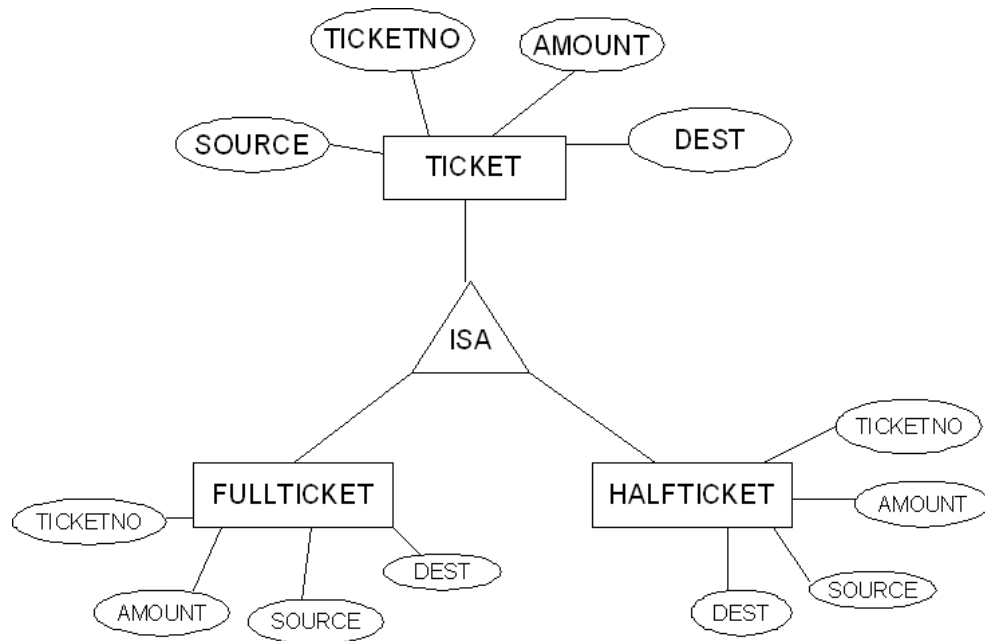 TICKETNO
AMOUNT
SOURCE
DEST
TICKET
ISA
TICKETNO
FULLTICKET
HALFTICKET
TICKETNO
AMOUNT
DEST
SOURCE
AMOUNT
SOURCE
DEST